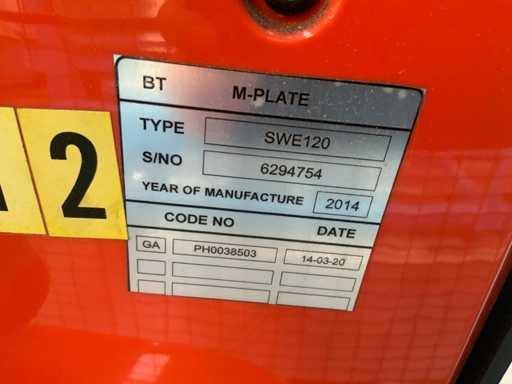 BT M-PLATE
TYPE SWE120
S/NO 6294754
YEAR OF MANUFACTURE 2014
CODE NO DATE
GA PH0038503 14-03-20
2